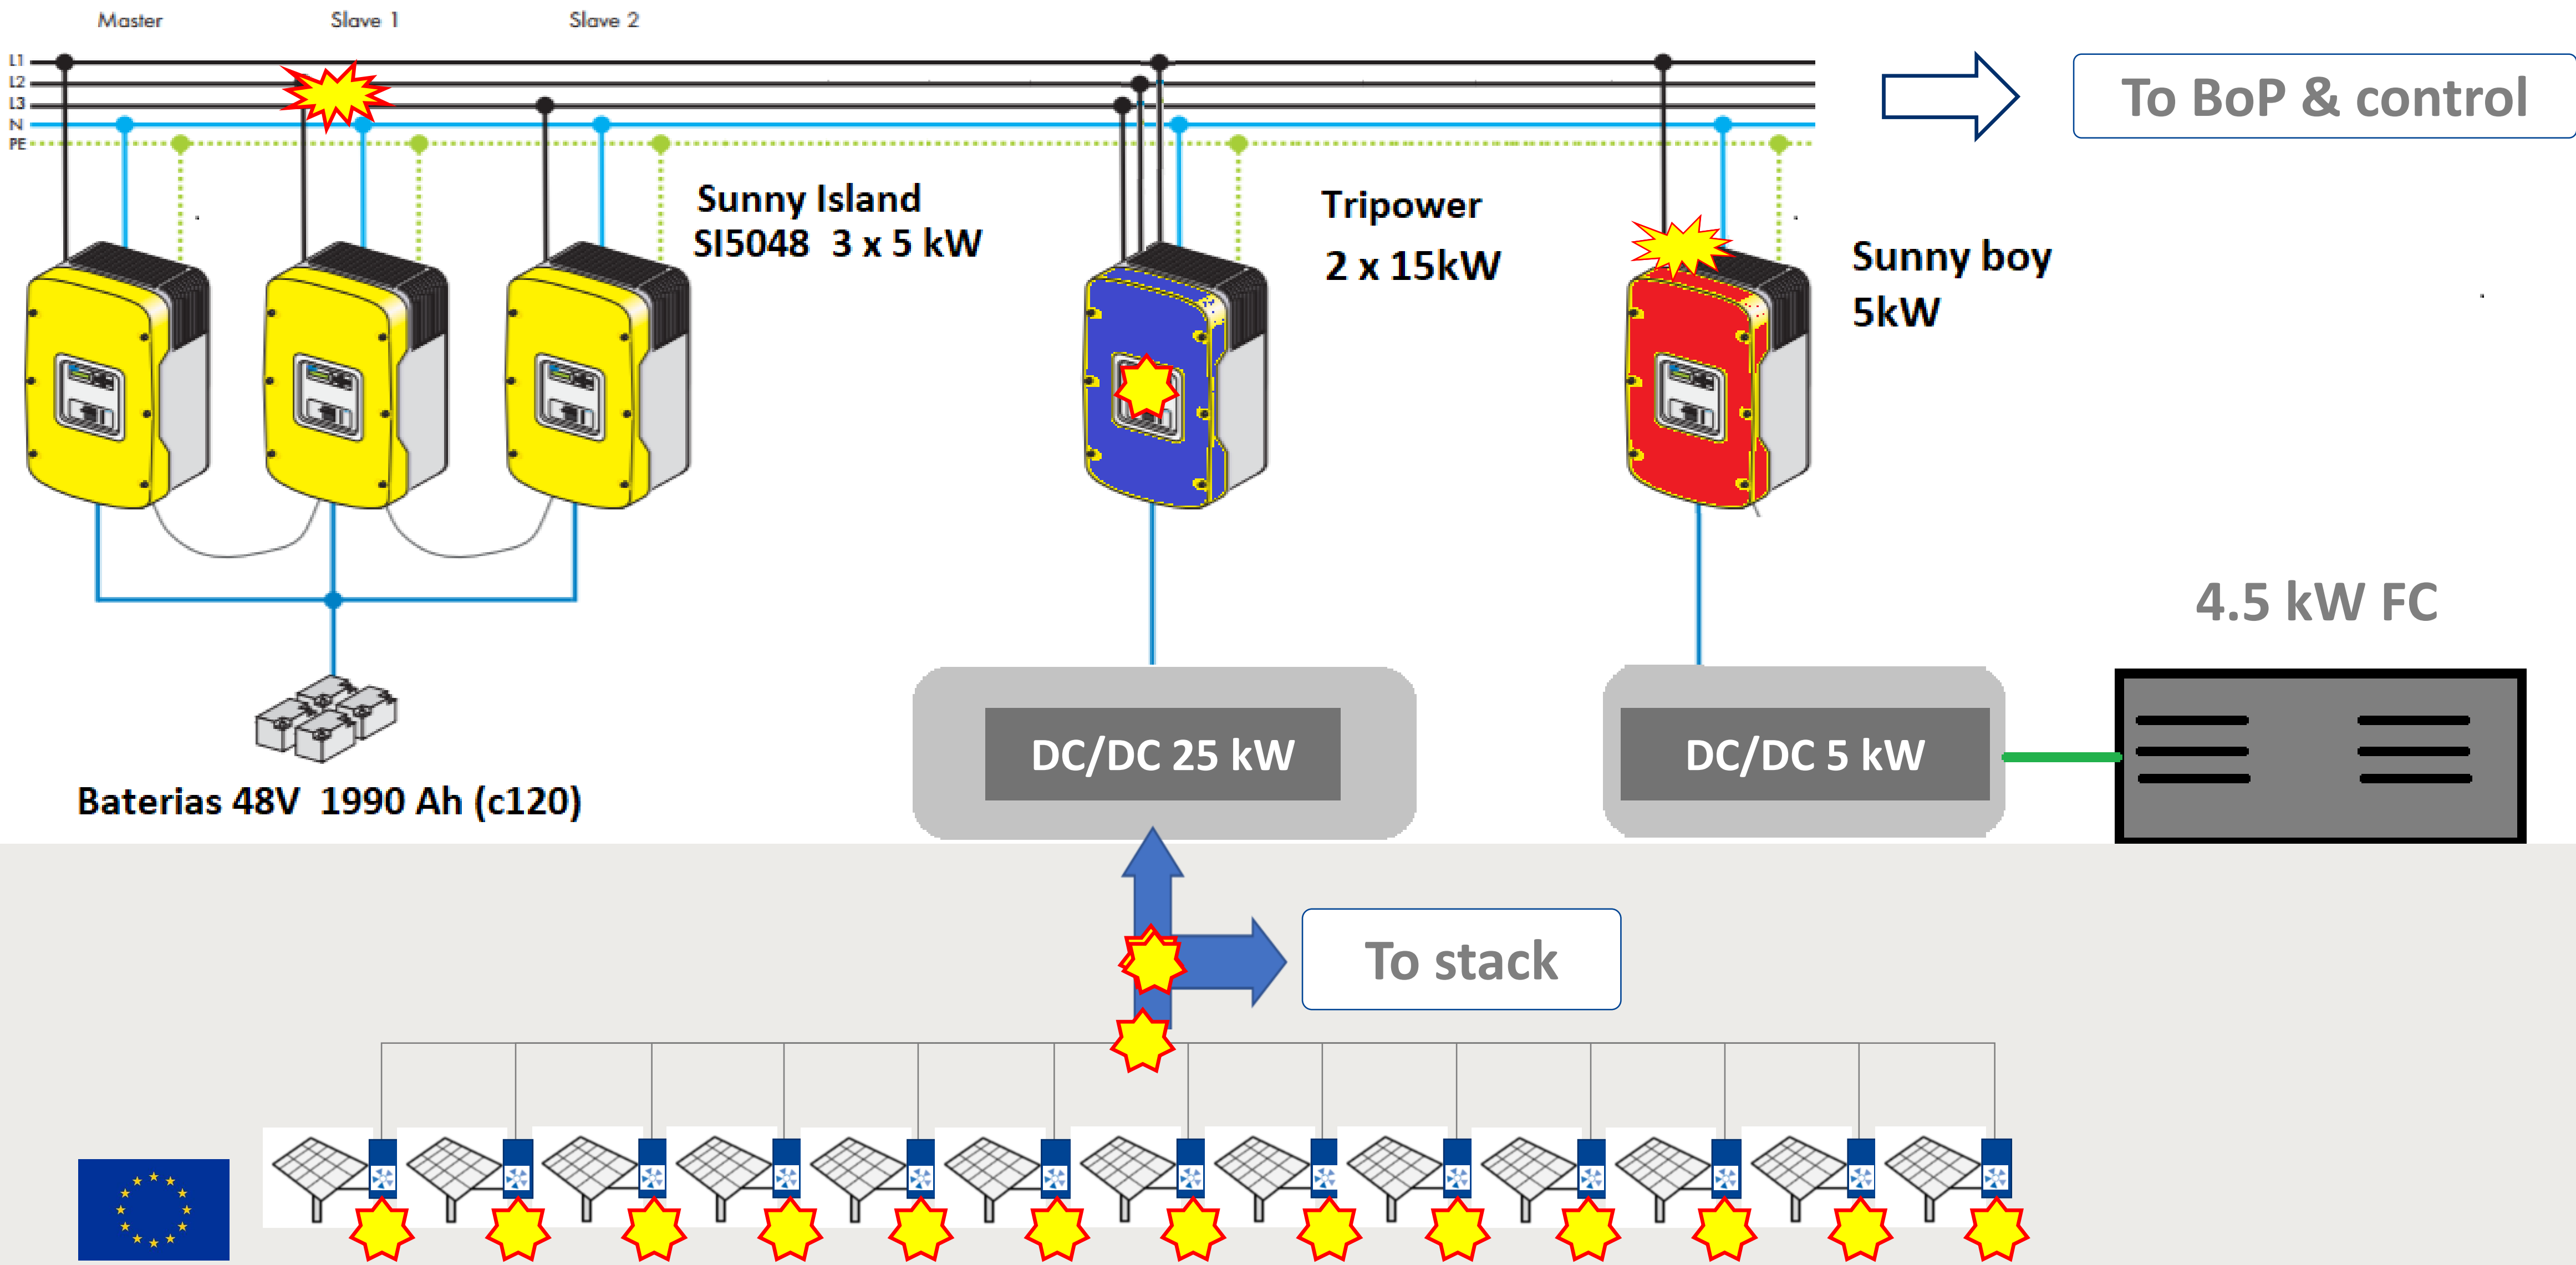 Master
Slave 1
Slave 2
L1
L2
L3
N
PE
To BoP & control
Sunny Island
SI5048 3 x 5 kW
Tripower
2 x 15kW
Sunny boy
5kW
4.5 kW FC
DC/DC 25 kW
DC/DC 5 kW
Baterias 48V 1990 Ah (c120)
To stack